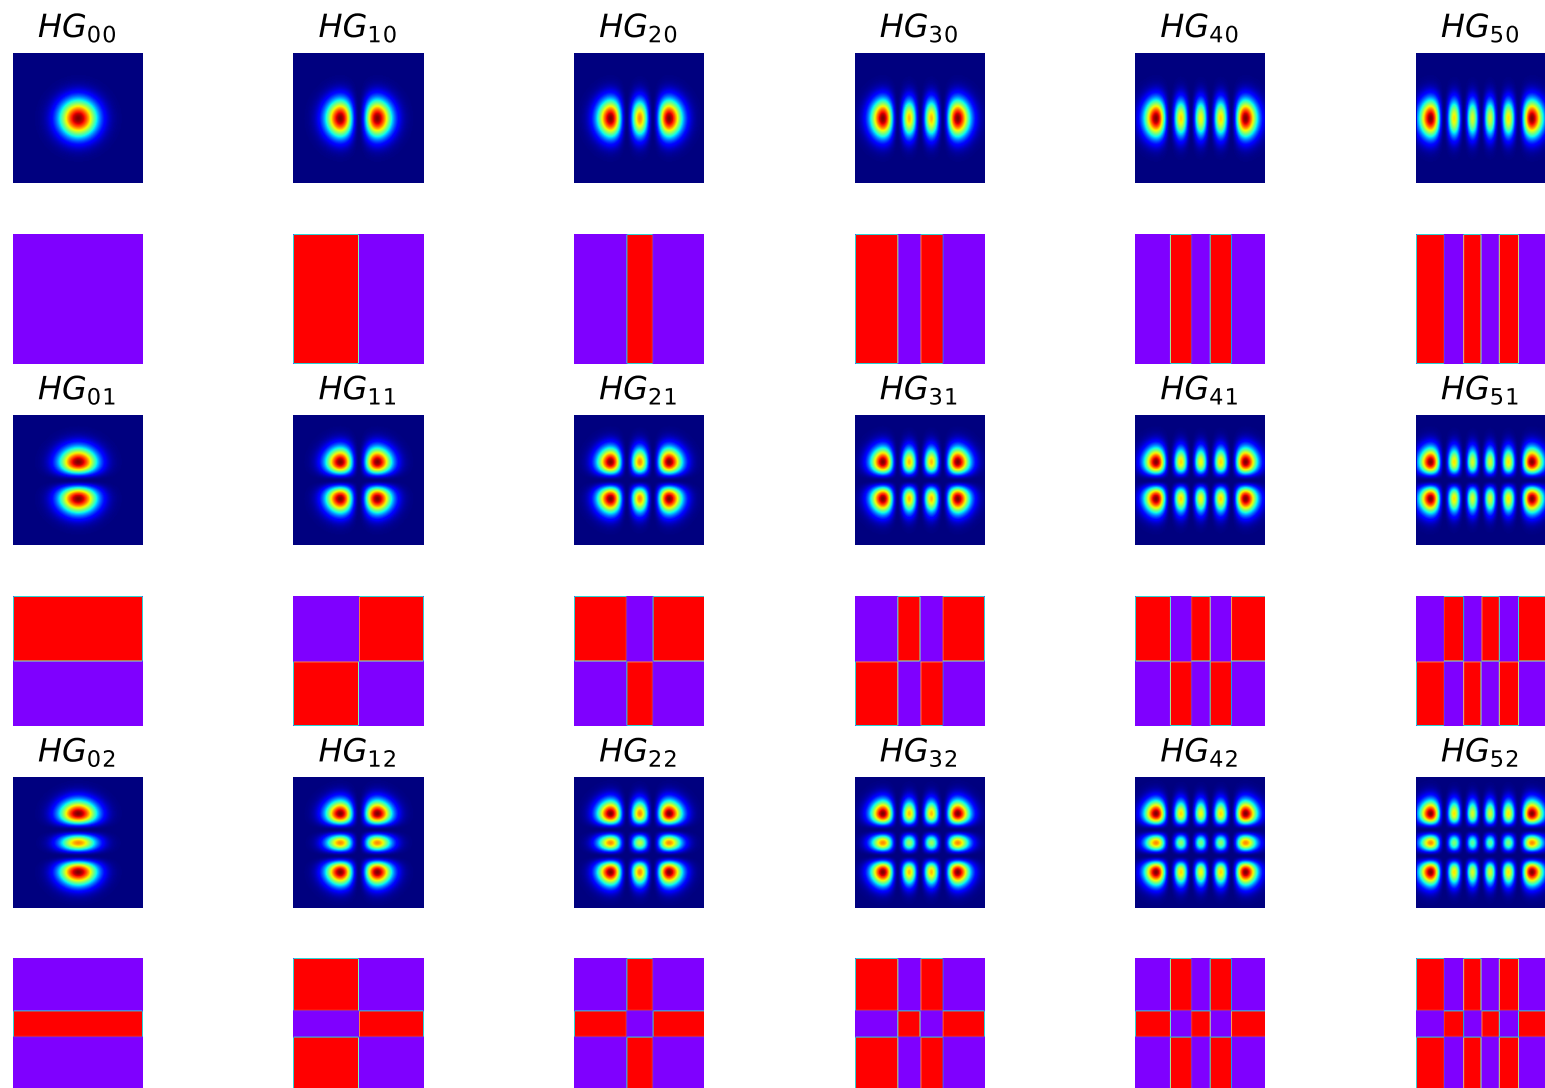 HG₀₀ HG₁₀ HG₂₀ HG₃₀ HG₄₀ HG₅₀
HG₀₁ HG₁₁ HG₂₁ HG₃₁ HG₄₁ HG₅₁
HG₀₂ HG₁₂ HG₂₂ HG₃₂ HG₄₂ HG₅₂